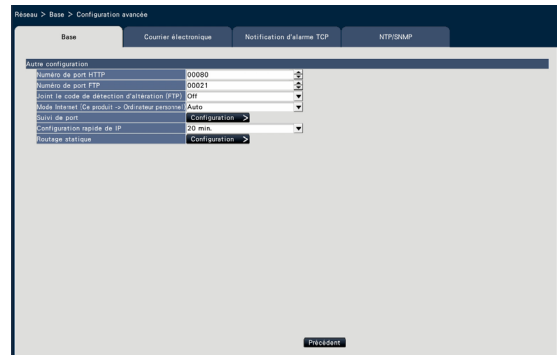 Réseau > Base > Configuration avancée
Base Courrier électronique Notification d'alarme TCP NTP/SNMP
Autre configuration
Numéro de port HTTP 00080
Numéro de port FTP 00021
Joint le code de détection d'altération (FTP) Off
Mode Internet (Ce produit -> Ordinateur personnel) Auto
Suivi de port Configuration >
Configuration rapide de IP 20 min.
Routage statique Configuration >
Précédent